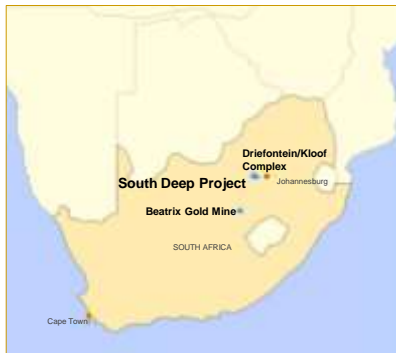 Driefontein/Kloof
Complex
South Deep Project
Johannesburg
Beatrix Gold Mine
SOUTH AFRICA
Cape Town